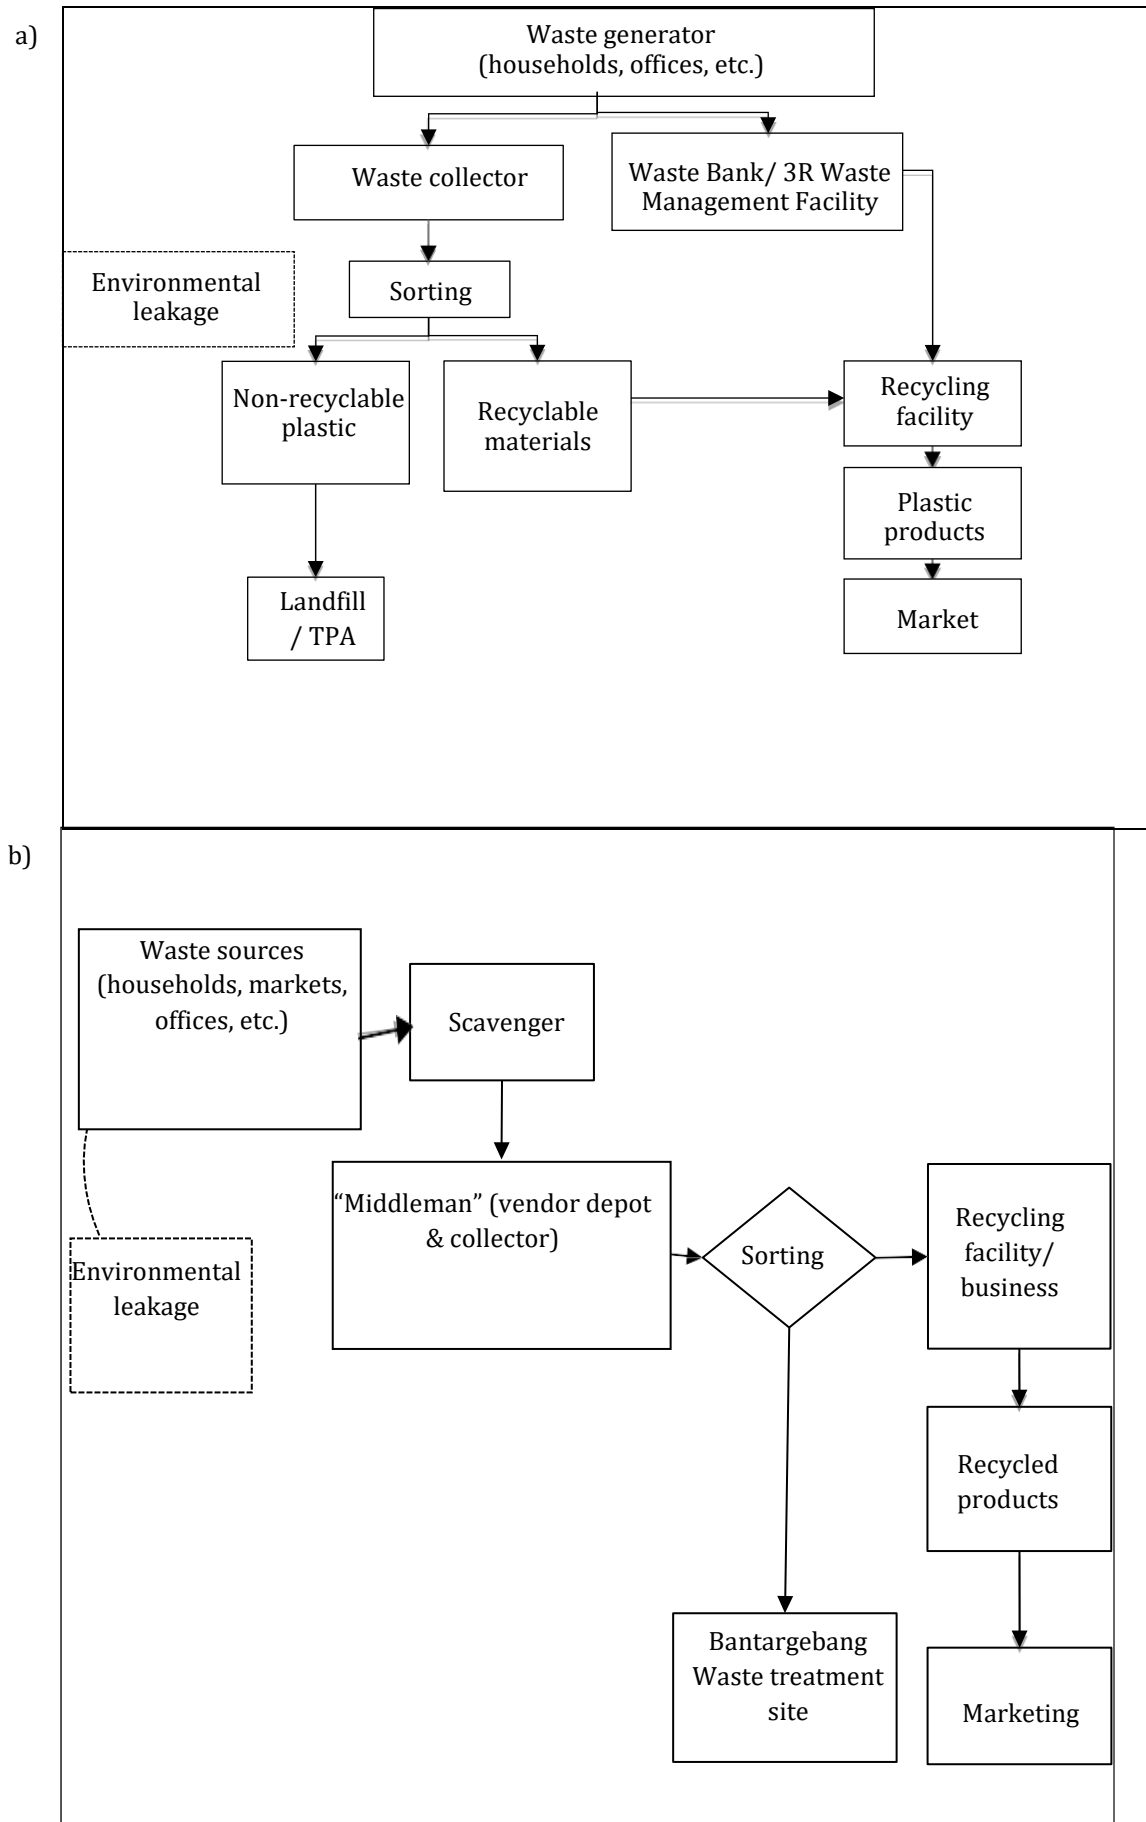 a)
Waste generator
(households, offices, etc.)
Waste collector
Waste Bank/ 3R Waste
Management Facility
Environmental
leakage
Sorting
Non-recyclable
plastic
Recyclable
materials
Recycling
facility
Plastic
products
Landfill
/ TPA
Market
b)
Waste sources
(households, markets,
offices, etc.)
Scavenger
“Middleman” (vendor depot
& collector)
Sorting
Recycling
facility/
business
Environmental
leakage
Recycled
products
Bantargebang
Waste treatment
site
Marketing